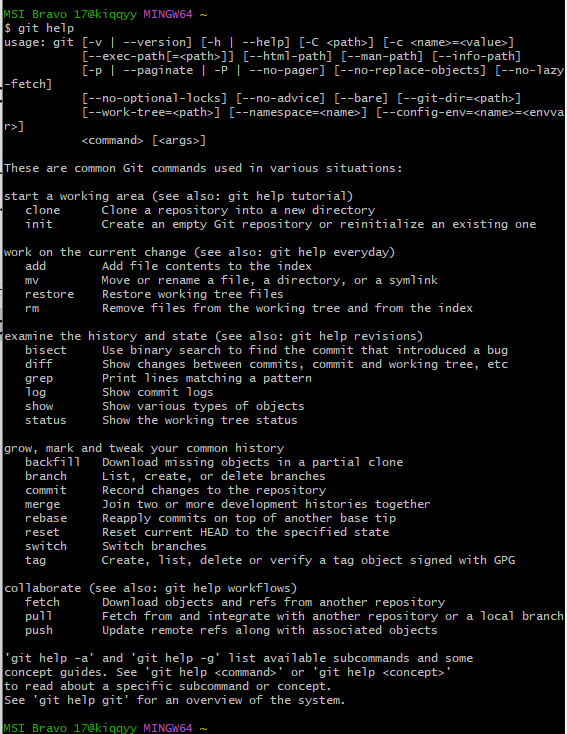 MSI Bravo 17@kiqqyy MINGW64 ~
$ git help
usage: git [-v | --version] [-h | --help] [-C <path>] [-c <name>=<value>]
           [--exec-path[=<path>]] [--html-path] [--man-path] [--info-path]
           [-p | --paginate | -P | --no-pager] [--no-replace-objects] [--no-lazy
-fetch]
           [--no-optional-locks] [--no-advice] [--bare] [--git-dir=<path>]
           [--work-tree=<path>] [--namespace=<name>] [--config-env=<name>=<envva
r>]
           <command> [<args>]

These are common Git commands used in various situations:

start a working area (see also: git help tutorial)
   clone      Clone a repository into a new directory
   init       Create an empty Git repository or reinitialize an existing one

work on the current change (see also: git help everyday)
   add        Add file contents to the index
   mv         Move or rename a file, a directory, or a symlink
   restore    Restore working tree files
   rm         Remove files from the working tree and from the index

examine the history and state (see also: git help revisions)
   bisect     Use binary search to find the commit that introduced a bug
   diff       Show changes between commits, commit and working tree, etc
   grep       Print lines matching a pattern
   log        Show commit logs
   show       Show various types of objects
   status     Show the working tree status

grow, mark and tweak your common history
   backfill   Download missing objects in a partial clone
   branch     List, create, or delete branches
   commit     Record changes to the repository
   merge      Join two or more development histories together
   rebase     Reapply commits on top of another base tip
   reset      Reset current HEAD to the specified state
   switch     Switch branches
   tag        Create, list, delete or verify a tag object signed with GPG

collaborate (see also: git help workflows)
   fetch      Download objects and refs from another repository
   pull       Fetch from and integrate with another repository or a local branch
   push       Update remote refs along with associated objects

'git help -a' and 'git help -g' list available subcommands and some
concept guides. See 'git help <command>' or 'git help <concept>'
to read about a specific subcommand or concept.
See 'git help git' for an overview of the system.

MSI Bravo 17@kiqqyy MINGW64 ~